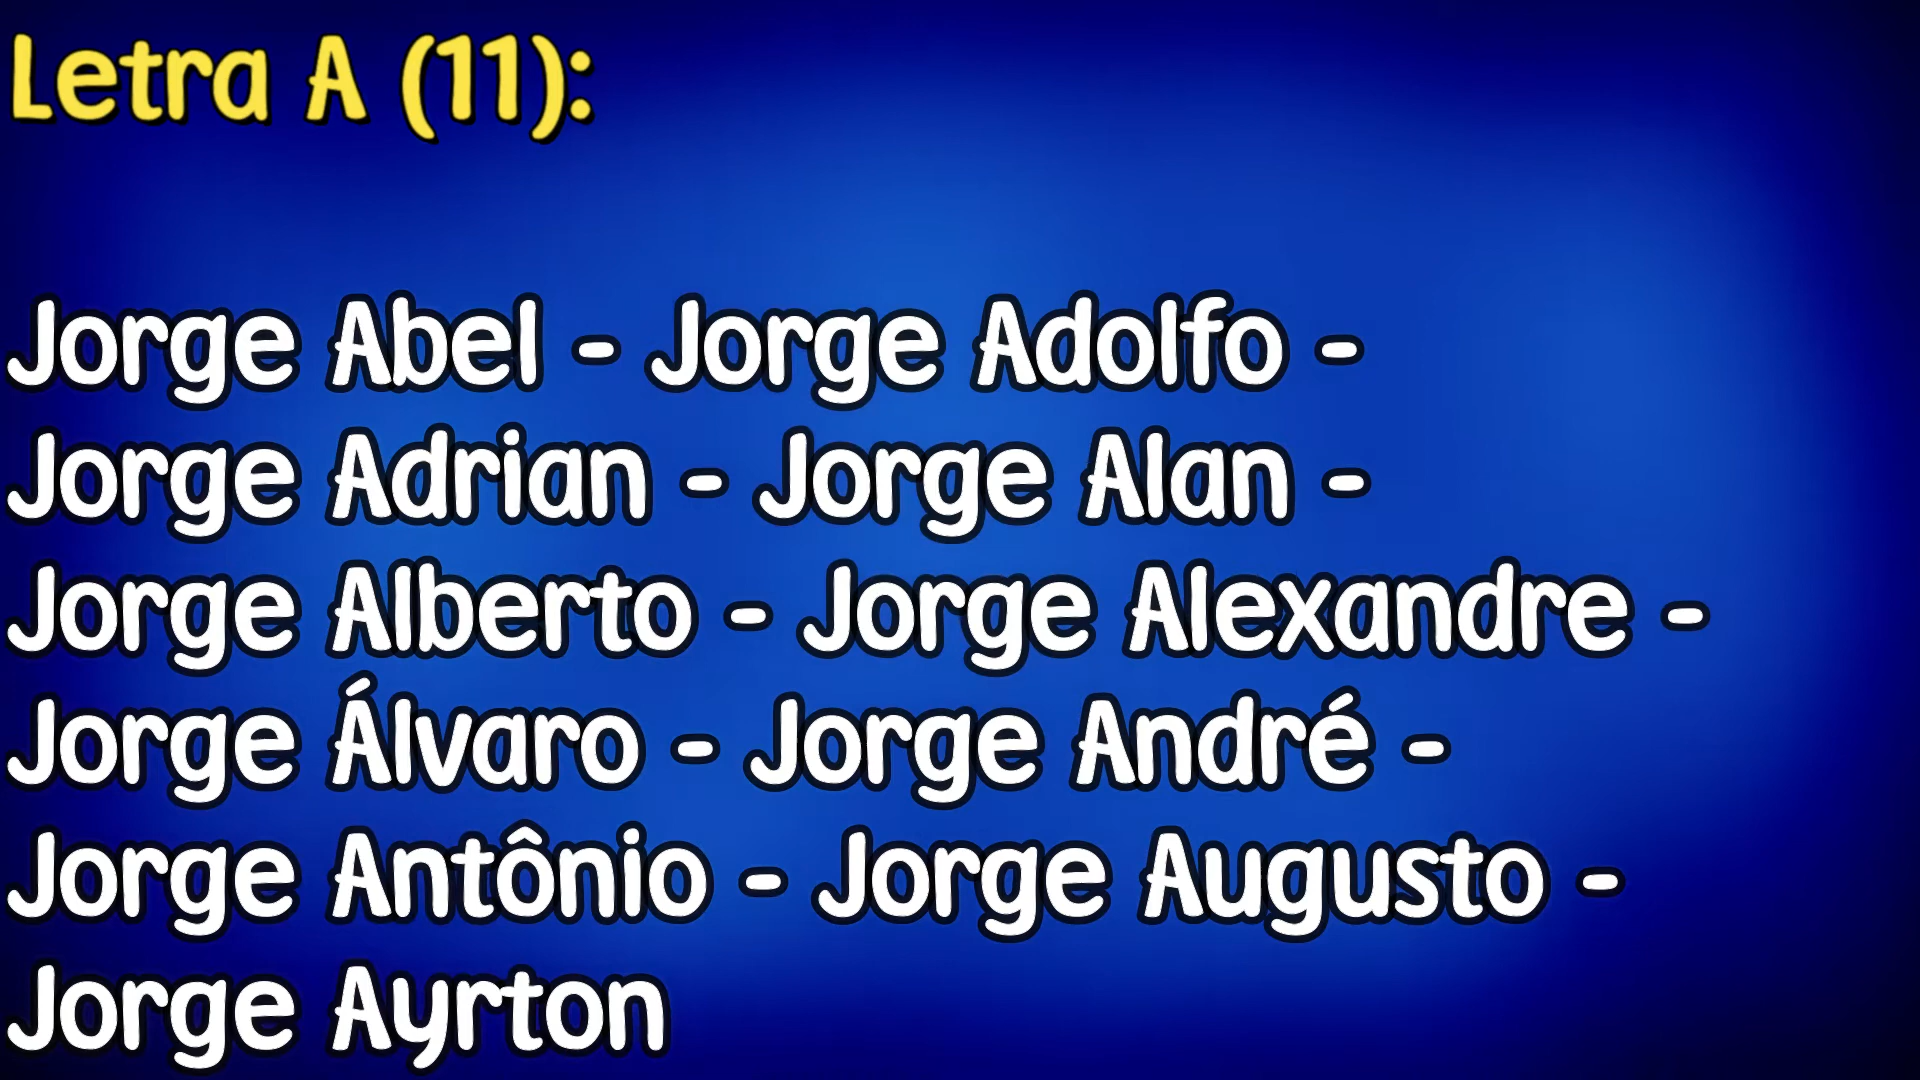 Letra A (11):
Jorge Abel - Jorge Adolfo -
Jorge Adrian - Jorge Alan -
Jorge Alberto - Jorge Alexandre -
Jorge Álvaro - Jorge André -
Jorge Antônio - Jorge Augusto -
Jorge Ayrton